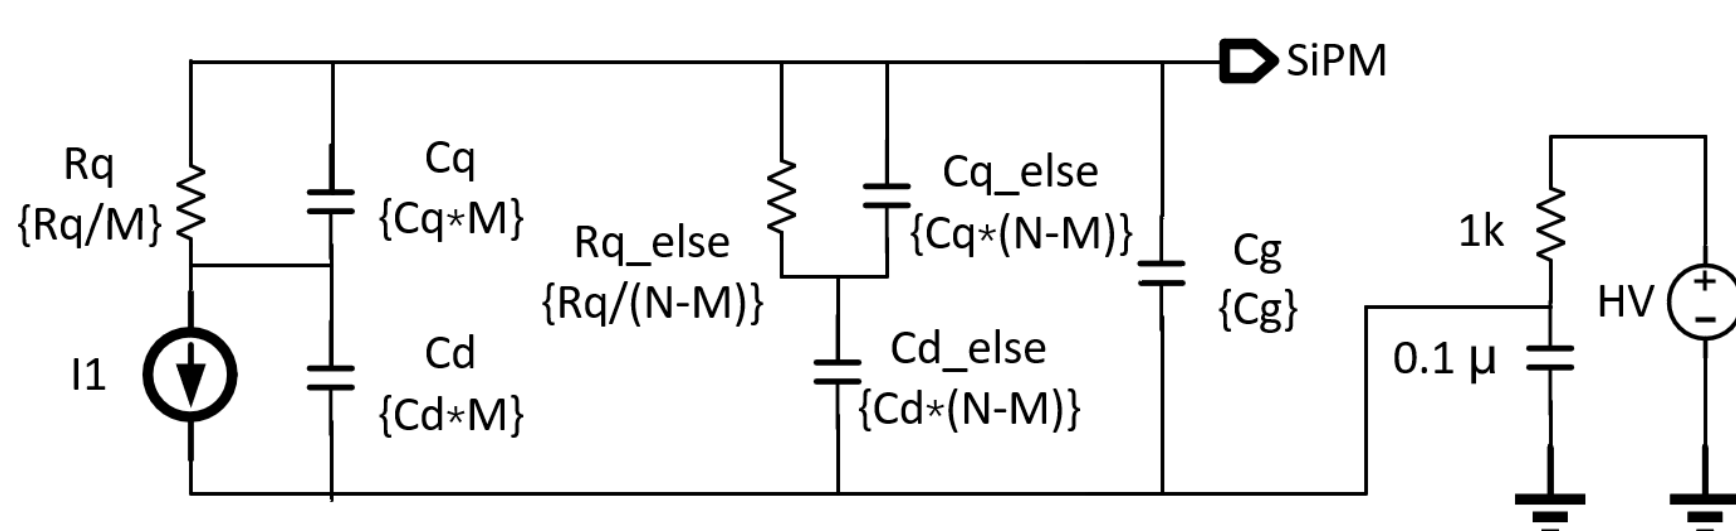 SiPM
Rq
{Rq/M}
Cq
{Cq*M}
Rq_else
{Rq/(N-M)}
Cq_else
{Cq*(N-M)}
Cg
{Cg}
1k
HV
+
−
I1
Cd
{Cd*M}
Cd_else
{Cd*(N-M)}
0.1 μ